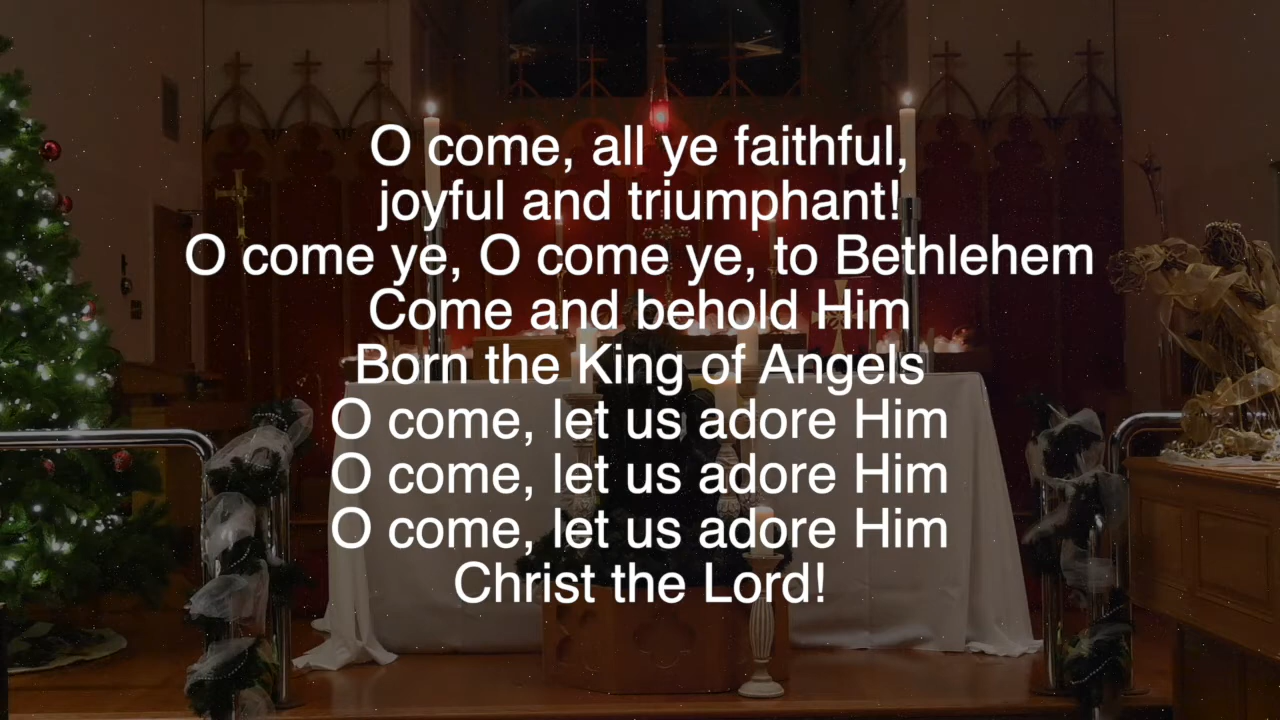 O come, all ye faithful,
joyful and triumphant!
O come ye, O come ye, to Bethlehem
Come and behold Him
Born the King of Angels
O come, let us adore Him
O come, let us adore Him
O come, let us adore Him
Christ the Lord!